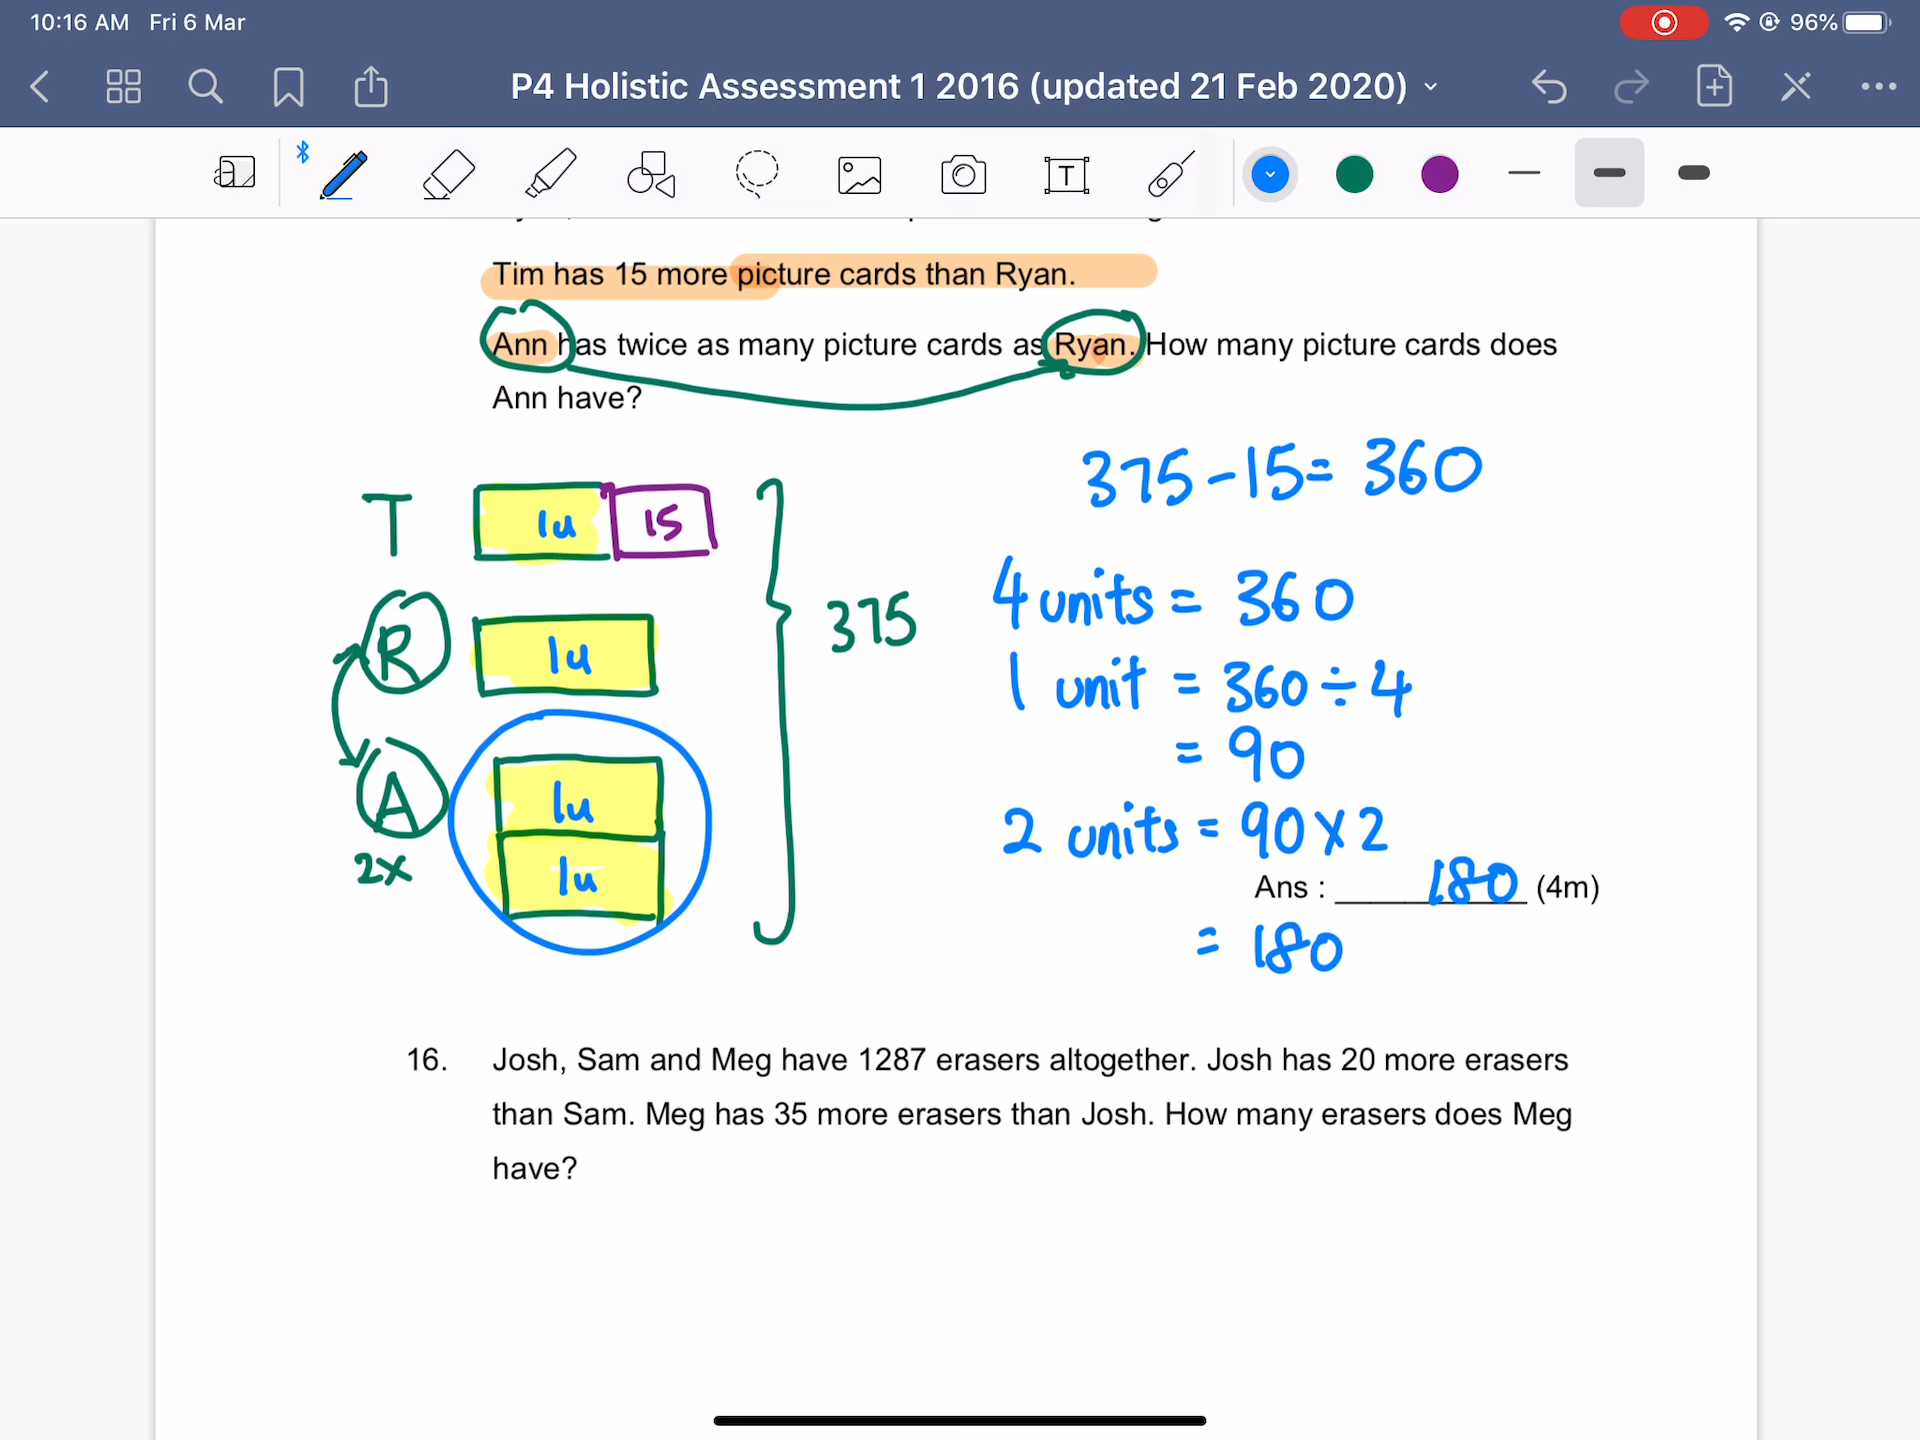 10:16 AM Fri 6 Mar 96%
P4 Holistic Assessment 1 2016 (updated 21 Feb 2020)
Tim has 15 more picture cards than Ryan.
Ann has twice as many picture cards as Ryan. How many picture cards does
Ann have?
375-15= 360
T 1u 15
4 units = 360
R 1u 375
1 unit = 360÷4
= 90
A 1u
2 units = 90x2
2x 1u
Ans : ____ 180 (4m)
= 180
16. Josh, Sam and Meg have 1287 erasers altogether. Josh has 20 more erasers
than Sam. Meg has 35 more erasers than Josh. How many erasers does Meg
have?